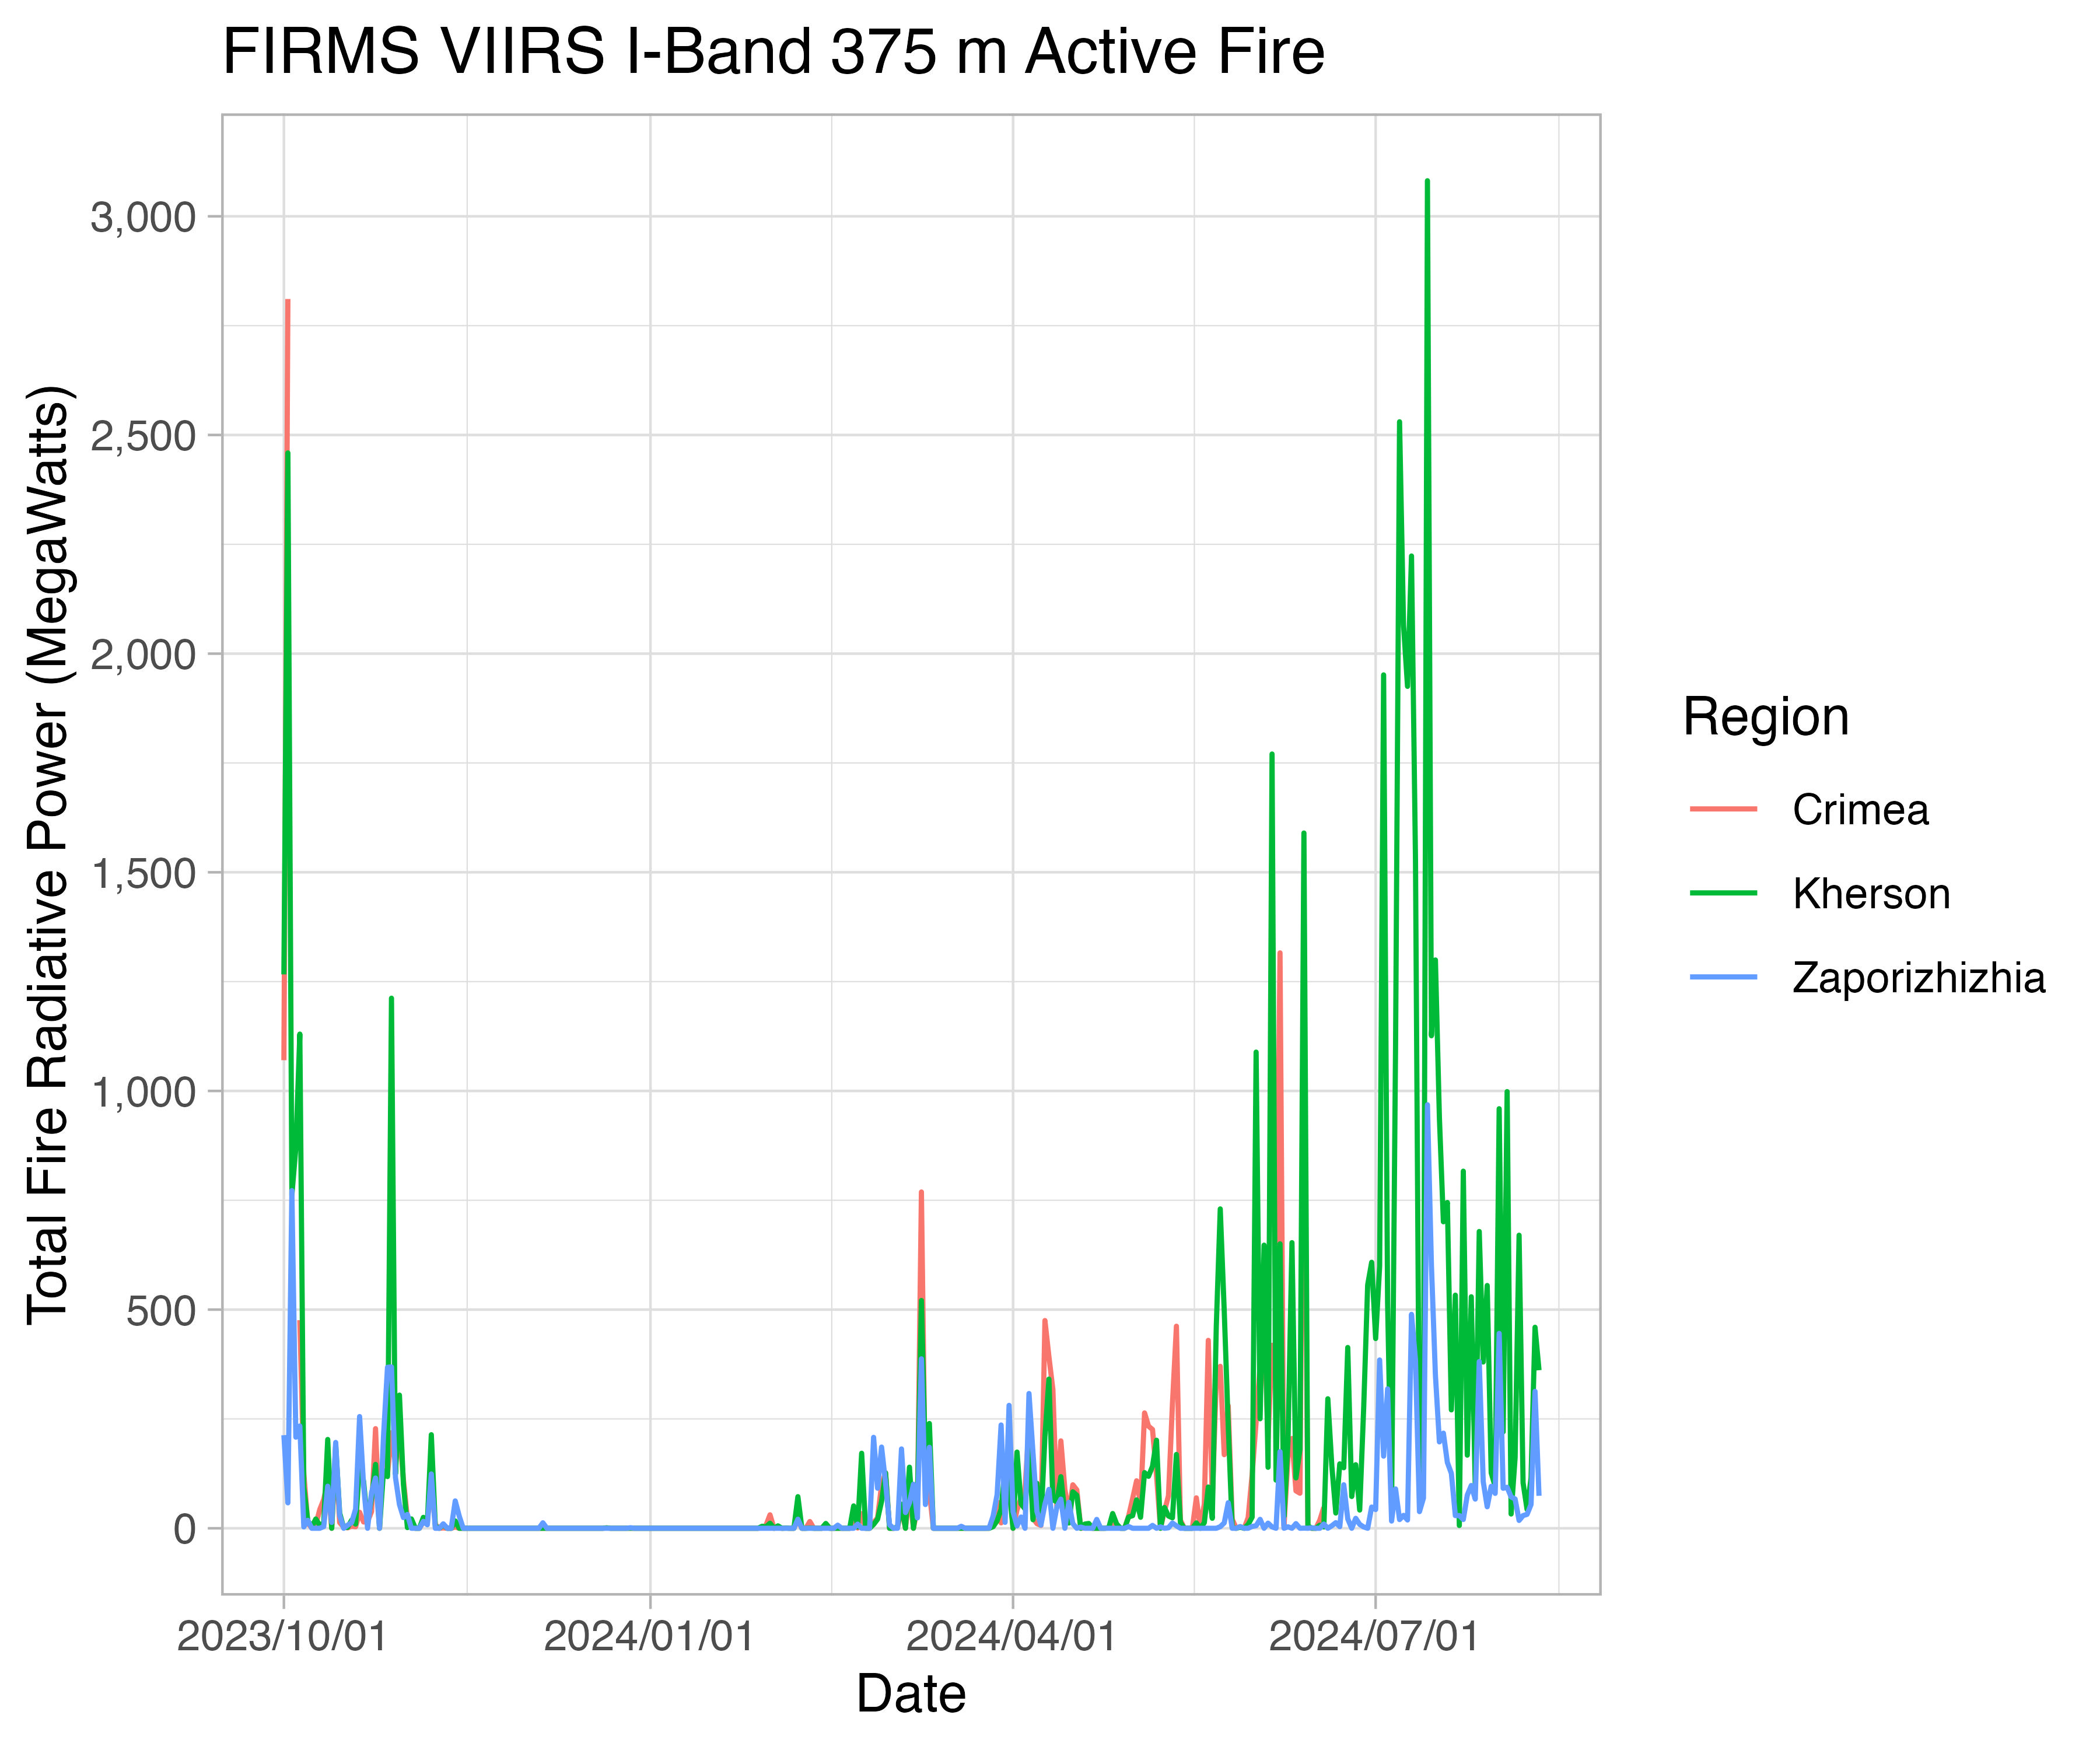 FIRMS VIIRS I-Band 375 m Active Fire
Total Fire Radiative Power (MegaWatts)
3,000
2,500
2,000
1,500
1,000
500
0
2023/10/01
2024/01/01
2024/04/01
2024/07/01
Date
Region
Crimea
Kherson
Zaporizhizhia